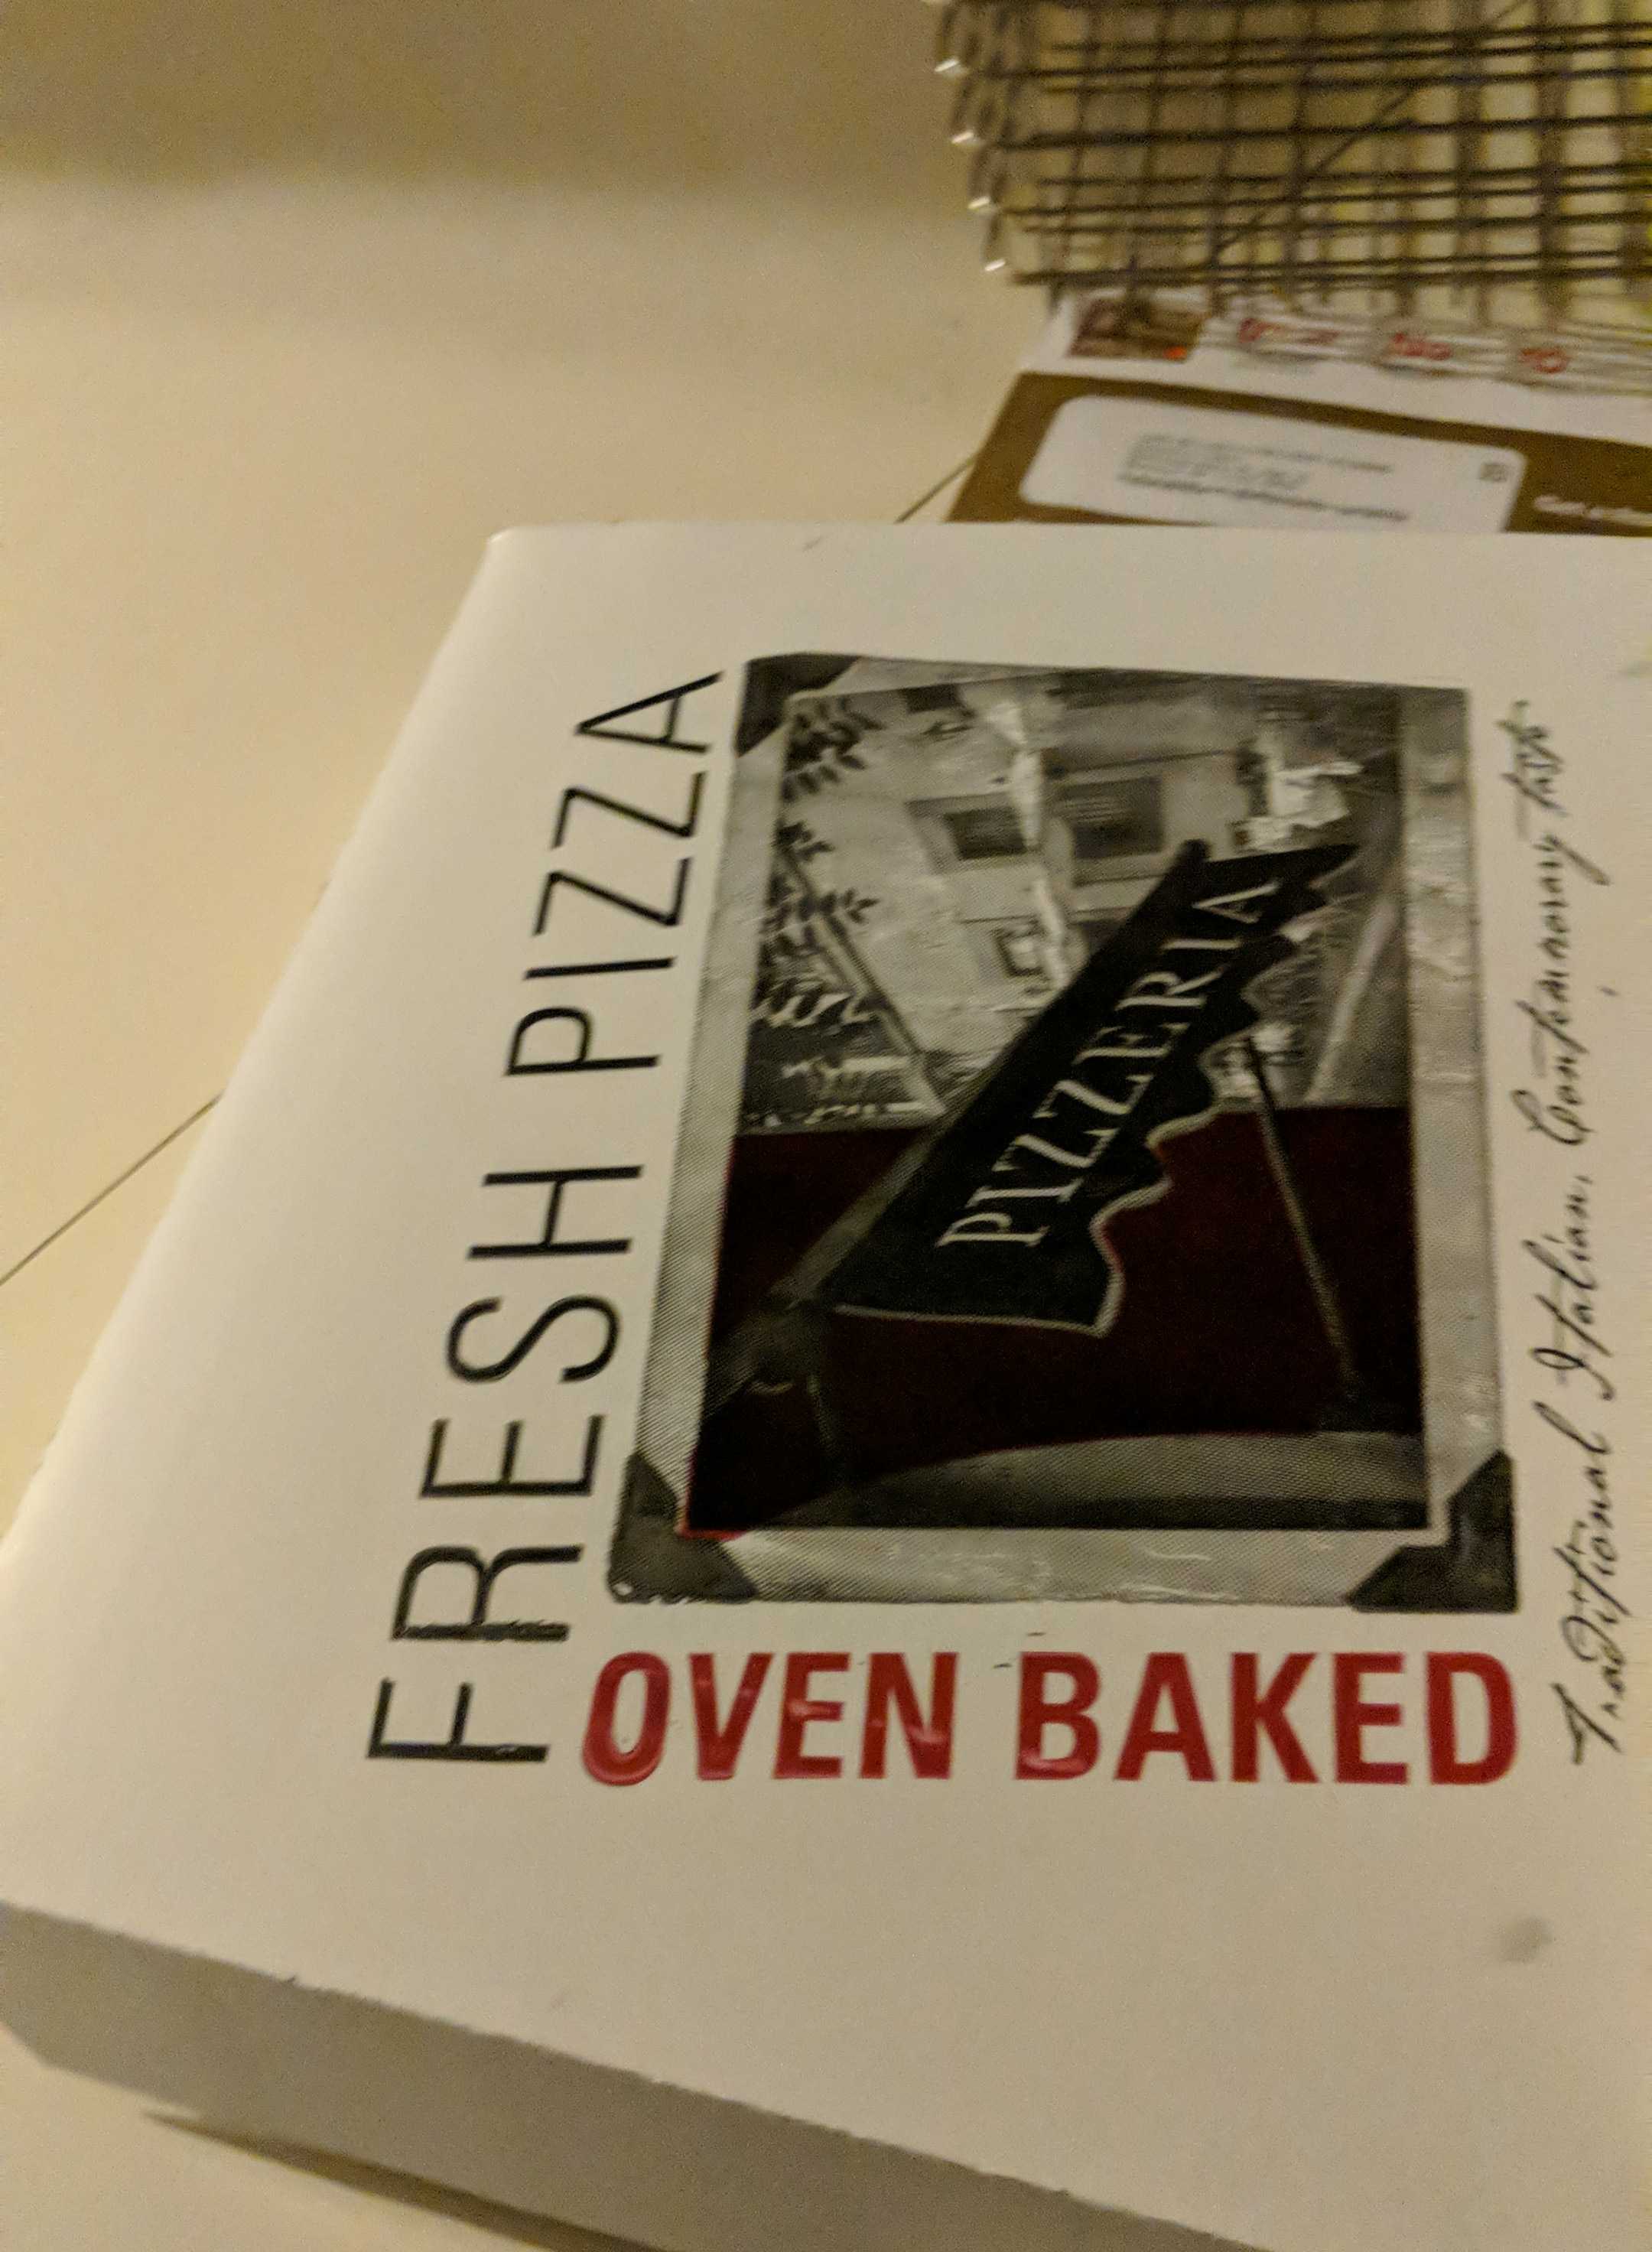 FRESH PIZZA
PIZZERIA
OVEN BAKED
Traditional Italian, Contemporary taste